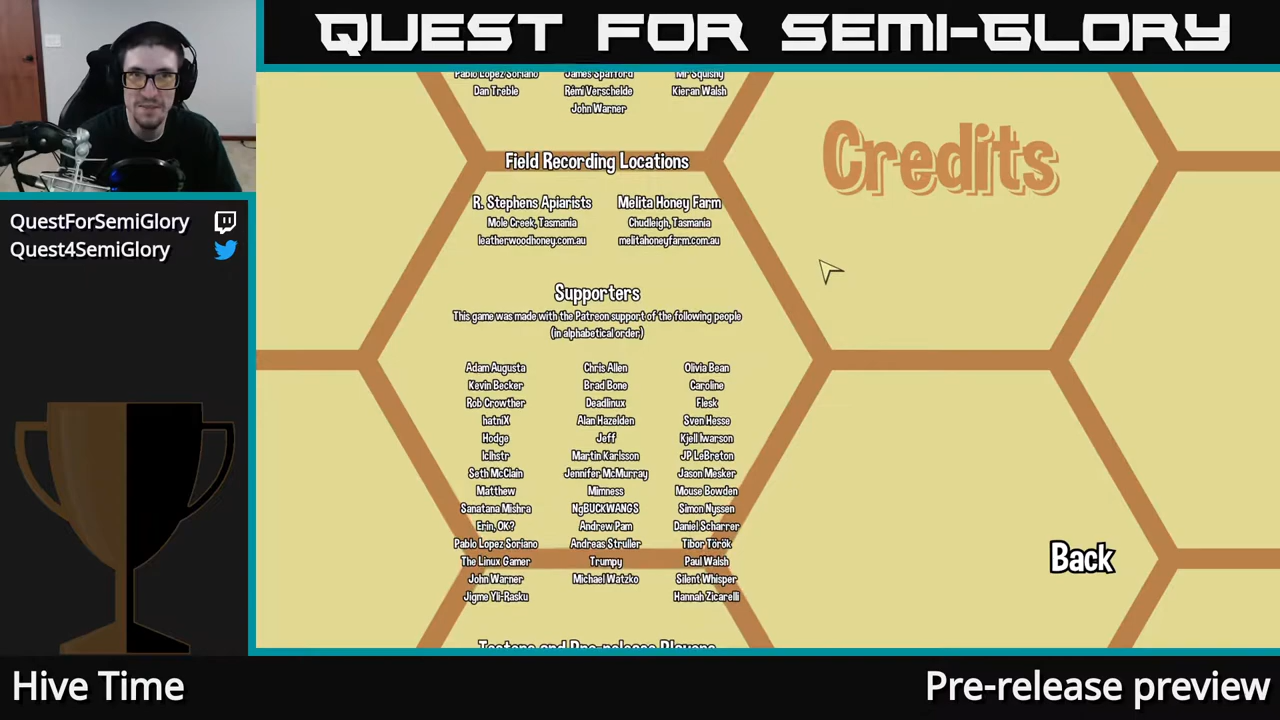 QUEST FOR SEMI-GLORY
QuestForSemiGlory
Quest4SemiGlory
Pablo Lopez Soriano James Spafford Mr Squishy
Dan Treble Rémi Verschelde Kieran Walsh
John Warner
Credits
Field Recording Locations
R. Stephens Apiarists Melita Honey Farm
Mole Creek, Tasmania Chudleigh, Tasmania
leatherwoodhoney.com.au melitahoneyfarm.com.au
Supporters
This game was made with the Patreon support of the following people
(in alphabetical order)
Adam Augusta Chris Allen Olivia Bean
Kevin Becker Brad Bone Caroline
Rob Crowther Deadlinux Flesk
hatniX Alan Hazelden Sven Hesse
Hodge Jeff Kjell Iwarson
lclhstr Martin Karlsson JP LeBreton
Seth McClain Jennifer McMurray Jason Mesker
Matthew Mimness Mouse Bowden
Sanatana Mishra NgBUCKWANGS Simon Nyssen
Erin, OK? Andrew Pam Daniel Scharrer
Pablo Lopez Soriano Andreas Struller Tibor Török
The Linux Gamer Trumpy Paul Walsh
John Warner Michael Watzko Silent Whisper
Jigme Yli-Rasku Hannah Zicarelli
Testers and Pre-release Players
Back
Hive Time
Pre-release preview